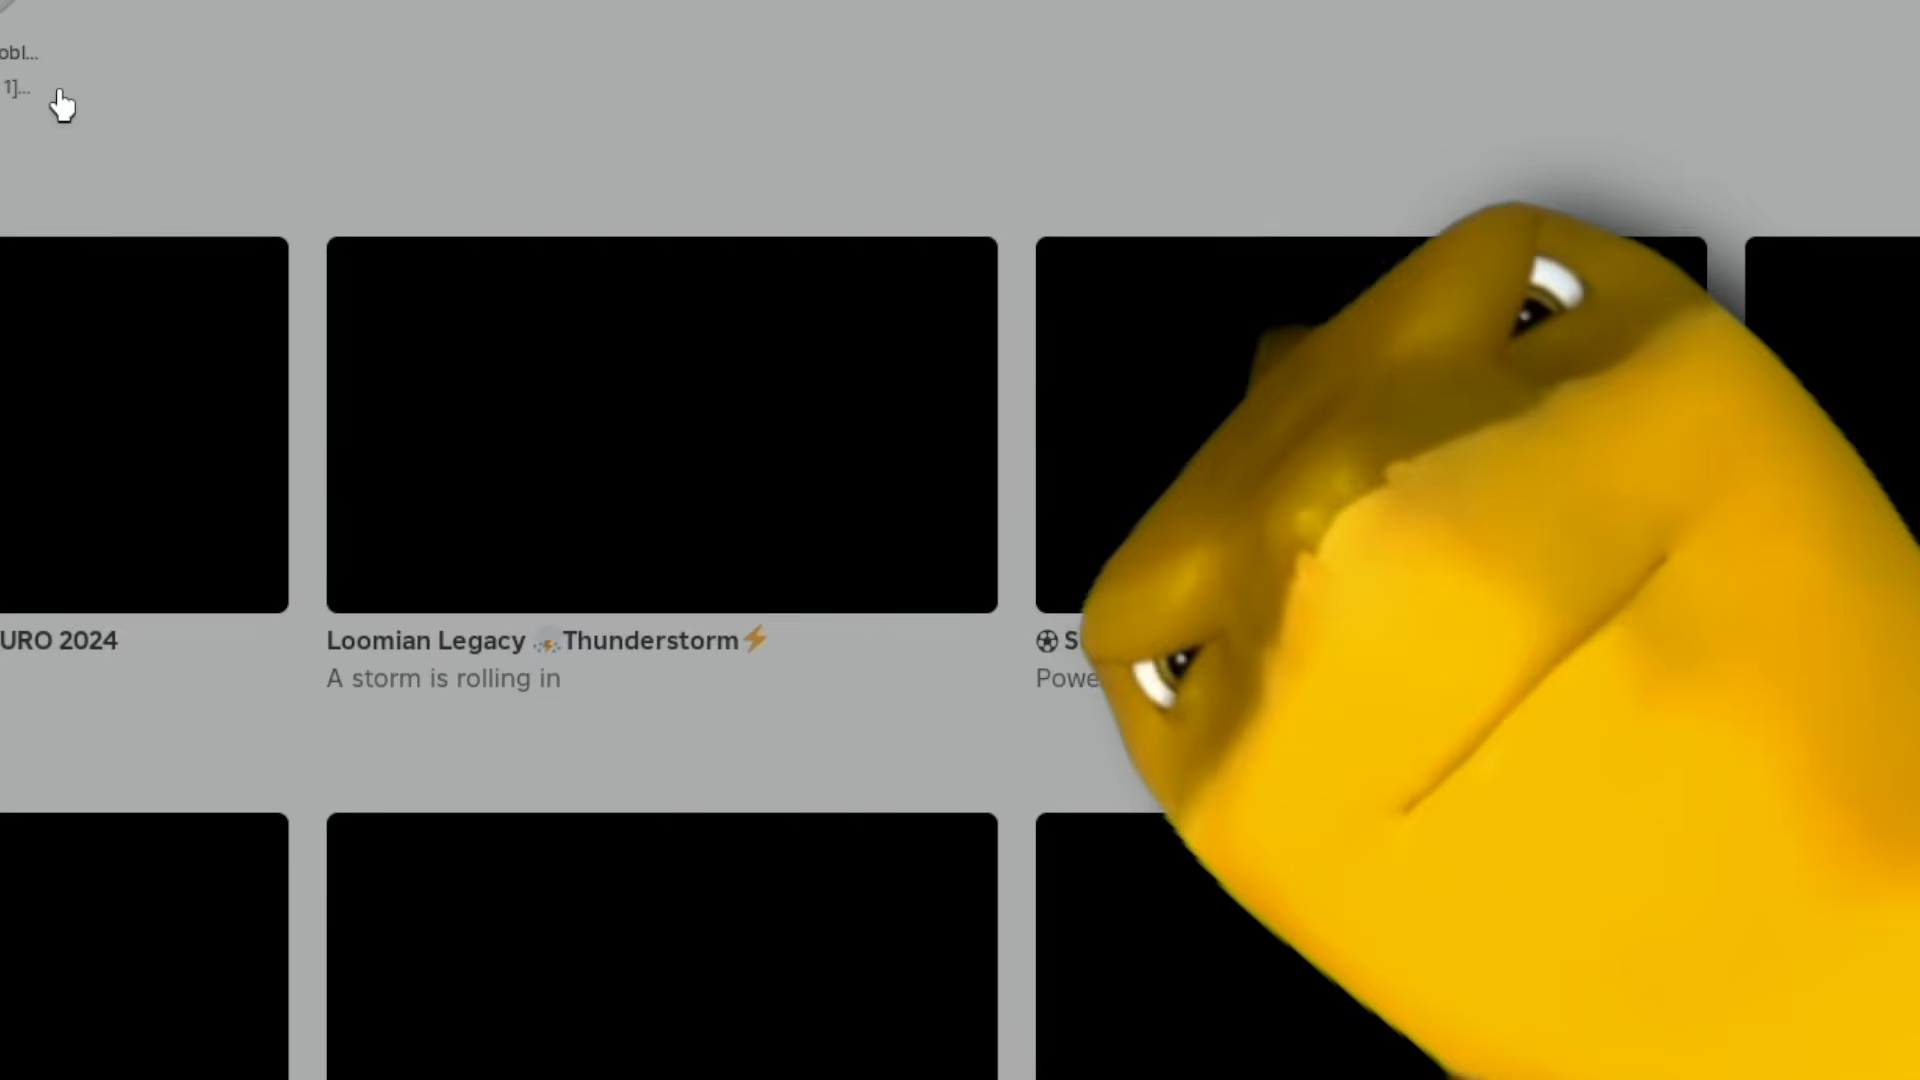 obl...
1]...
URO 2024
Loomian Legacy 🌩Thunderstorm⚡
A storm is rolling in
⚽ S
Powe